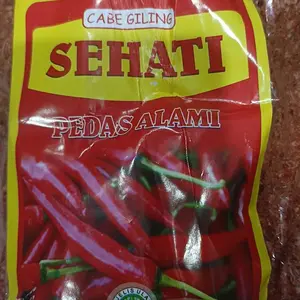 CABE GILING
SEHATI
PEDAS ALAMI